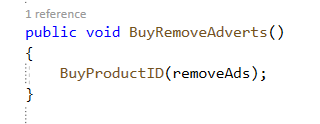 1 reference
public void BuyRemoveAdverts()
{
BuyProductID(removeAds);
}